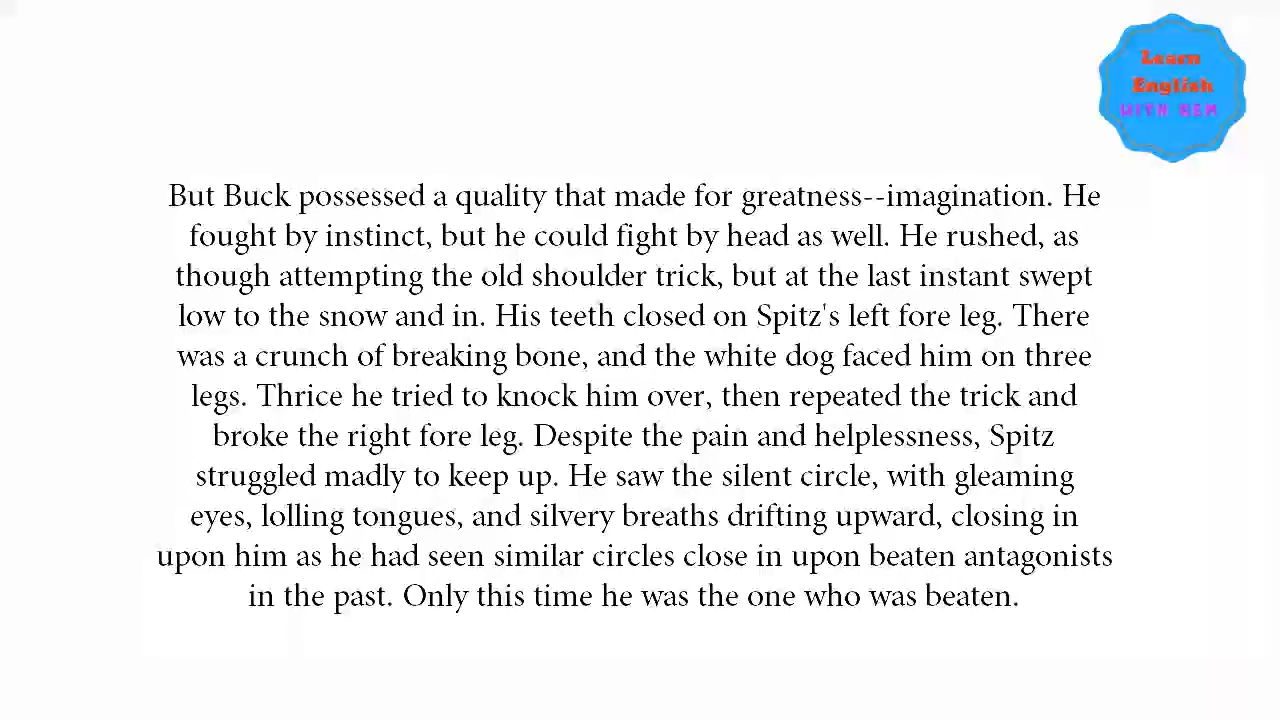 Learn
English
WITH BEM
But Buck possessed a quality that made for greatness--imagination. He
fought by instinct, but he could fight by head as well. He rushed, as
though attempting the old shoulder trick, but at the last instant swept
low to the snow and in. His teeth closed on Spitz's left fore leg. There
was a crunch of breaking bone, and the white dog faced him on three
legs. Thrice he tried to knock him over, then repeated the trick and
broke the right fore leg. Despite the pain and helplessness, Spitz
struggled madly to keep up. He saw the silent circle, with gleaming
eyes, lolling tongues, and silvery breaths drifting upward, closing in
upon him as he had seen similar circles close in upon beaten antagonists
in the past. Only this time he was the one who was beaten.